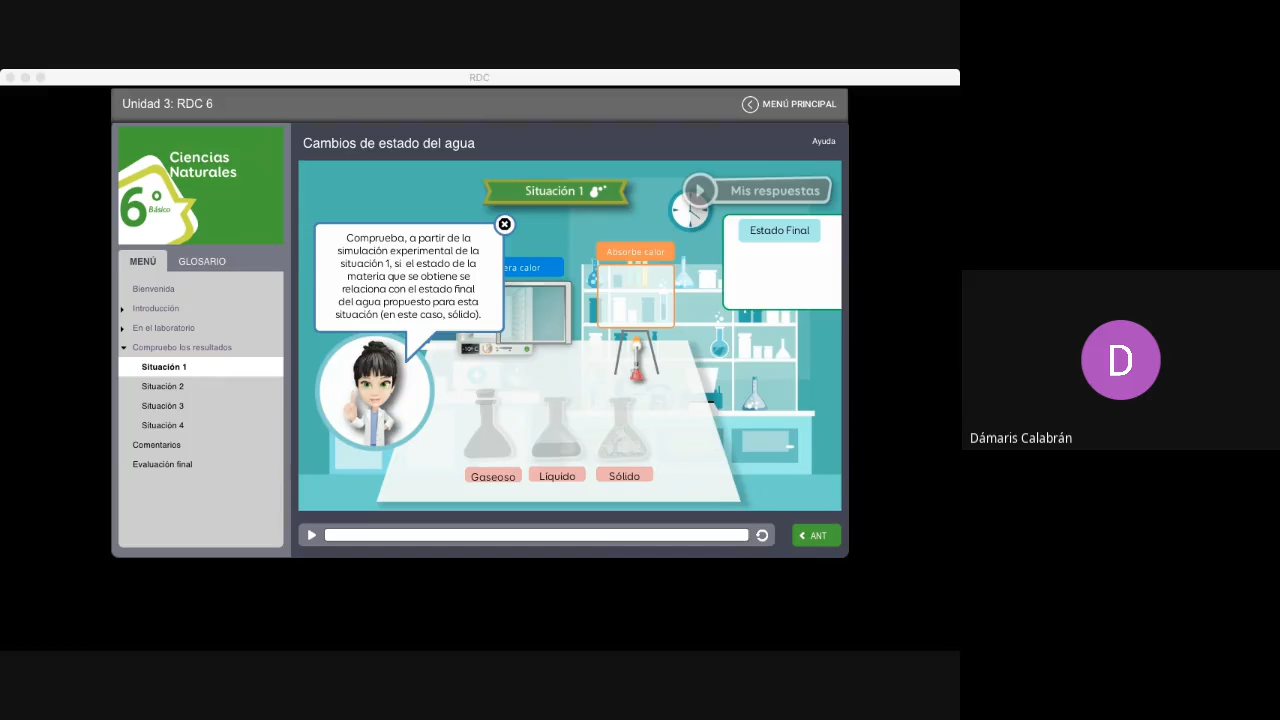 RDC
Unidad 3: RDC 6
MENÚ PRINCIPAL
Ciencias
Naturales
6º
Básico
Cambios de estado del agua
Ayuda
MENÚ
GLOSARIO
Bienvenida
Introducción
En el laboratorio
Compruebo los resultados
Situación 1
Situación 2
Situación 3
Situación 4
Comentarios
Evaluación final
Situación 1
Mis respuestas
Comprueba, a partir de la
simulación experimental de la
situación 1, si el estado de la
materia que se obtiene se
relaciona con el estado final
del agua propuesto para esta
situación (en este caso, sólido).
era calor
Absorbe calor
Estado Final
-10º C
Gaseoso
Líquido
Sólido
ANT
D
Dámaris Calabrán